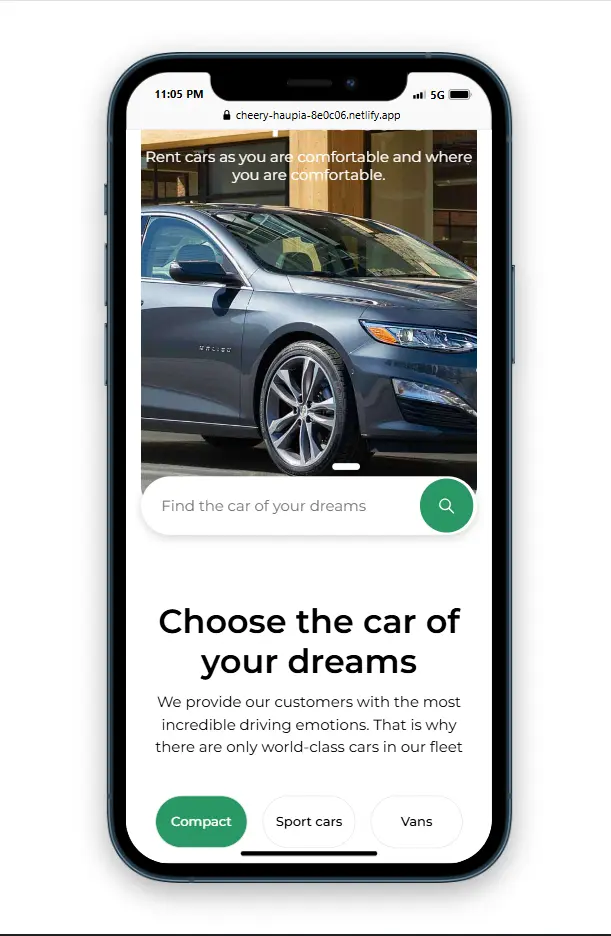 11:05 PM
5G
cheery-haupia-8e0c06.netlify.app
Rent cars as you are comfortable and where
you are comfortable.
MALIBU
Find the car of your dreams
Choose the car of
your dreams
We provide our customers with the most
incredible driving emotions. That is why
there are only world-class cars in our fleet
Compact
Sport cars
Vans